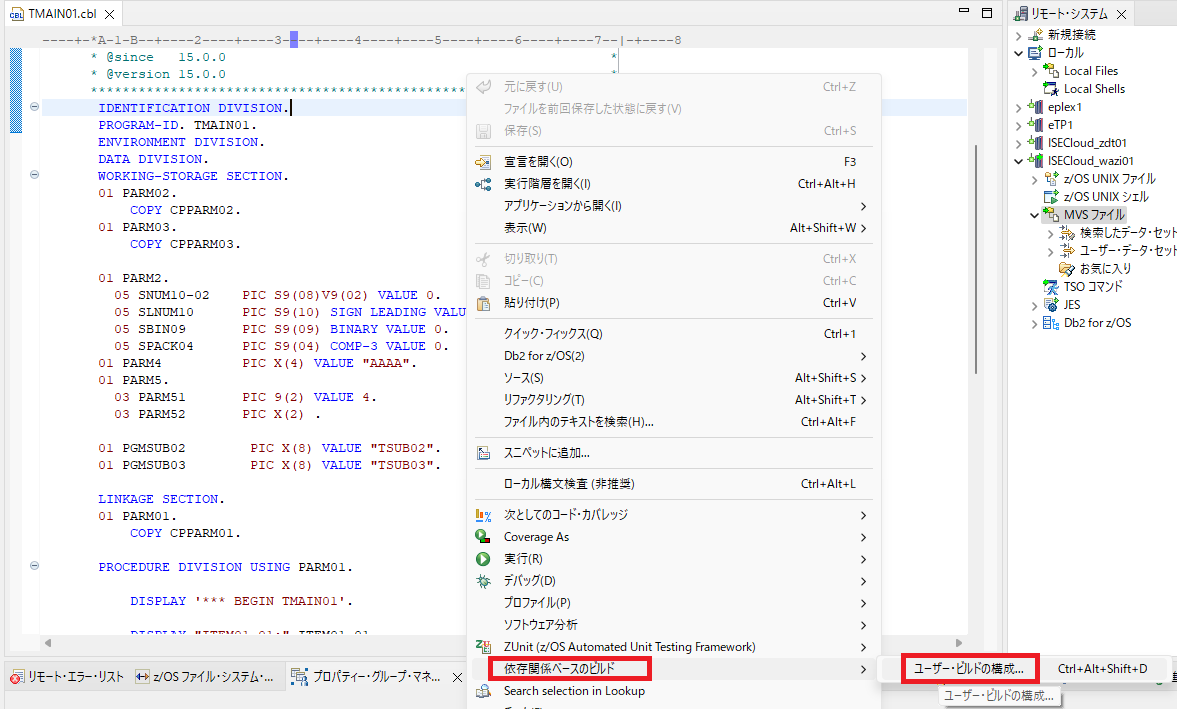 TMAIN01.cbl
----+-*A-1-B--+----2----+----3----+----4----+----5----+----6----+----7--|-+----8
* @since   15.0.0   *
* @version 15.0.0   *
IDENTIFICATION DIVISION.
PROGRAM-ID. TMAIN01.
ENVIRONMENT DIVISION.
DATA DIVISION.
WORKING-STORAGE SECTION.
01 PARM02.
COPY CPPARM02.
01 PARM03.
COPY CPPARM03.
01 PARM2.
05 SNUM10-02    PIC S9(08)V9(02) VALUE 0.
05 SLNUM10      PIC S9(10) SIGN LEADING VALU
05 SBIN09       PIC S9(09) BINARY VALUE 0.
05 SPACK04      PIC S9(04) COMP-3 VALUE 0.
01 PARM4          PIC X(4) VALUE "AAAA".
01 PARM5.
03 PARM51       PIC 9(2) VALUE 4.
03 PARM52       PIC X(2) .
01 PGMSUB02        PIC X(8) VALUE "TSUB02".
01 PGMSUB03        PIC X(8) VALUE "TSUB03".
LINKAGE SECTION.
01 PARM01.
COPY CPPARM01.
PROCEDURE DIVISION USING PARM01.
DISPLAY '*** BEGIN TMAIN01'.
元に戻す(U) Ctrl+Z
ファイルを前回保存した状態に戻す(V)
保存(S) Ctrl+S
宣言を開く(O) F3
実行階層を開く(I) Ctrl+Alt+H
アプリケーションから開く(I)
表示(W) Alt+Shift+W
切り取り(T) Ctrl+X
コピー(C) Ctrl+C
貼り付け(P) Ctrl+V
クイック・フィックス(Q) Ctrl+1
Db2 for z/OS(2)
ソース(S) Alt+Shift+S
リファクタリング(T) Alt+Shift+T
ファイル内のテキストを検索(H)... Ctrl+Alt+F
スニペットに追加...
ローカル構文検査 (非推奨) Ctrl+Alt+L
次としてのコード・カバレッジ
Coverage As
実行(R)
デバッグ(D)
プロファイル(P)
ソフトウェア分析
ZUnit (z/OS Automated Unit Testing Framework)
依存関係ベースのビルド
Search selection in Lookup
ユーザー・ビルドの構成... Ctrl+Alt+Shift+D
ユーザー・ビルドの構成...
リモート・システム
新規接続
ローカル
Local Files
Local Shells
eplex1
eTP1
ISECloud_zdt01
ISECloud_wazi01
z/OS UNIX ファイル
z/OS UNIX シェル
MVS ファイル
検索したデータ・セット
ユーザー・データ・セット
お気に入り
TSO コマンド
JES
Db2 for z/OS
リモート・エラー・リスト
z/OS ファイル・システム・...
プロパティー・グループ・マネ...